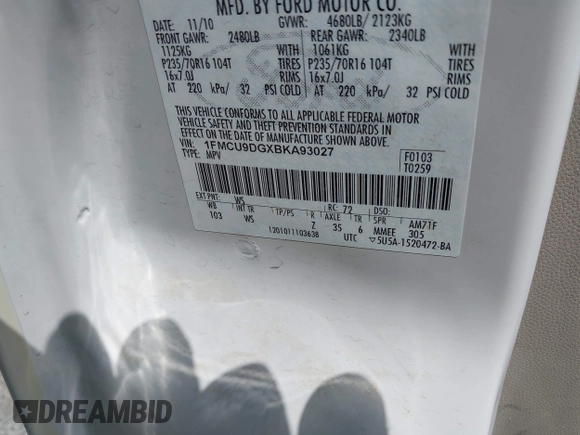 MFD. BY FORD MOTOR CO.
DATE: 11/10 GVWR: 4680LB/ 2123KG
FRONT GAWR: 2480LB REAR GAWR: 2340LB
1125KG WITH 1061KG WITH
P235/70R16 104T TIRES P235/70R16 104T TIRES
16x7.0J RIMS 16x7.0J RIMS
AT 220 kPa/ 32 PSI COLD AT 220 kPa/ 32 PSI COLD
THIS VEHICLE CONFORMS TO ALL APPLICABLE FEDERAL MOTOR
VEHICLE SAFETY AND THEFT PREVENTION STANDARDS IN
EFFECT ON THE DATE OF MANUFACTURE SHOWN ABOVE.
VIN: 1FMCU9DGXBKA93027
TYPE: MPV
F0103
T0259
EXT PNT: WS RC: 72 DSO:
WB INT TR TP/PS R AXLE TR SPR AM71F
103 WS Z 35 6 MMEE 305
1201011103638 UTC ▽5U5A-1520472-BA
DREAMBID